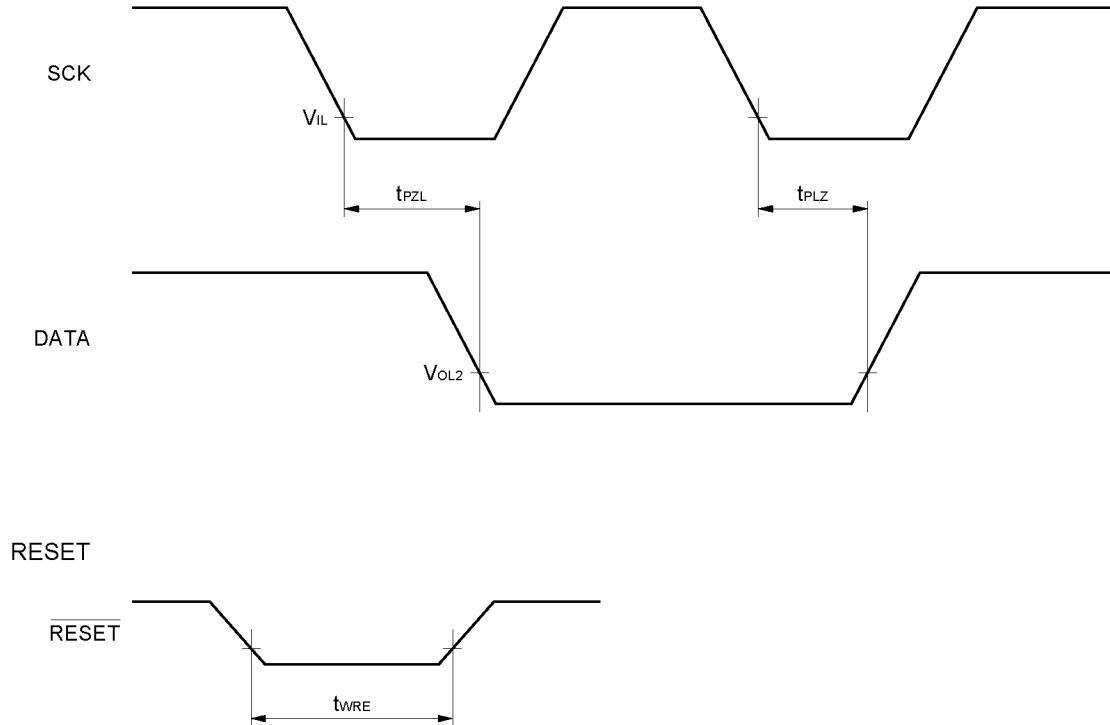 SCK
VIL
tPZL
tPLZ
DATA
VOL2
RESET
RESET
tWRE